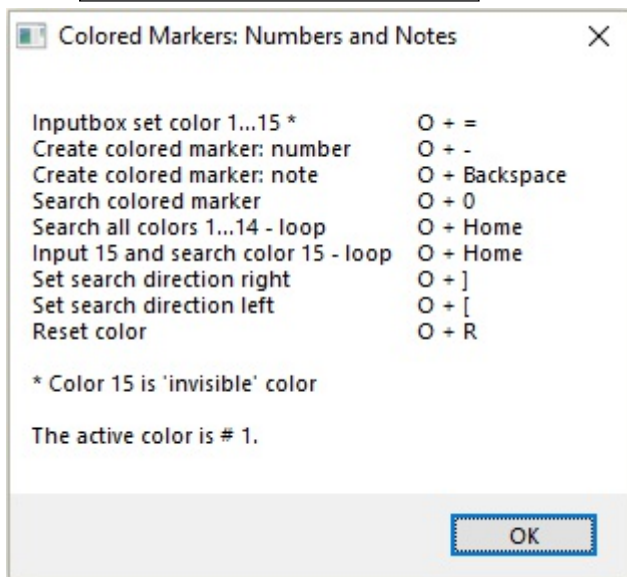 Colored Markers: Numbers and Notes
Inputbox set color 1...15 * O + =
Create colored marker: number O + -
Create colored marker: note O + Backspace
Search colored marker O + 0
Search all colors 1...14 - loop O + Home
Input 15 and search color 15 - loop O + Home
Set search direction right O + ]
Set search direction left O + [
Reset color O + R
* Color 15 is 'invisible' color
The active color is # 1.
OK